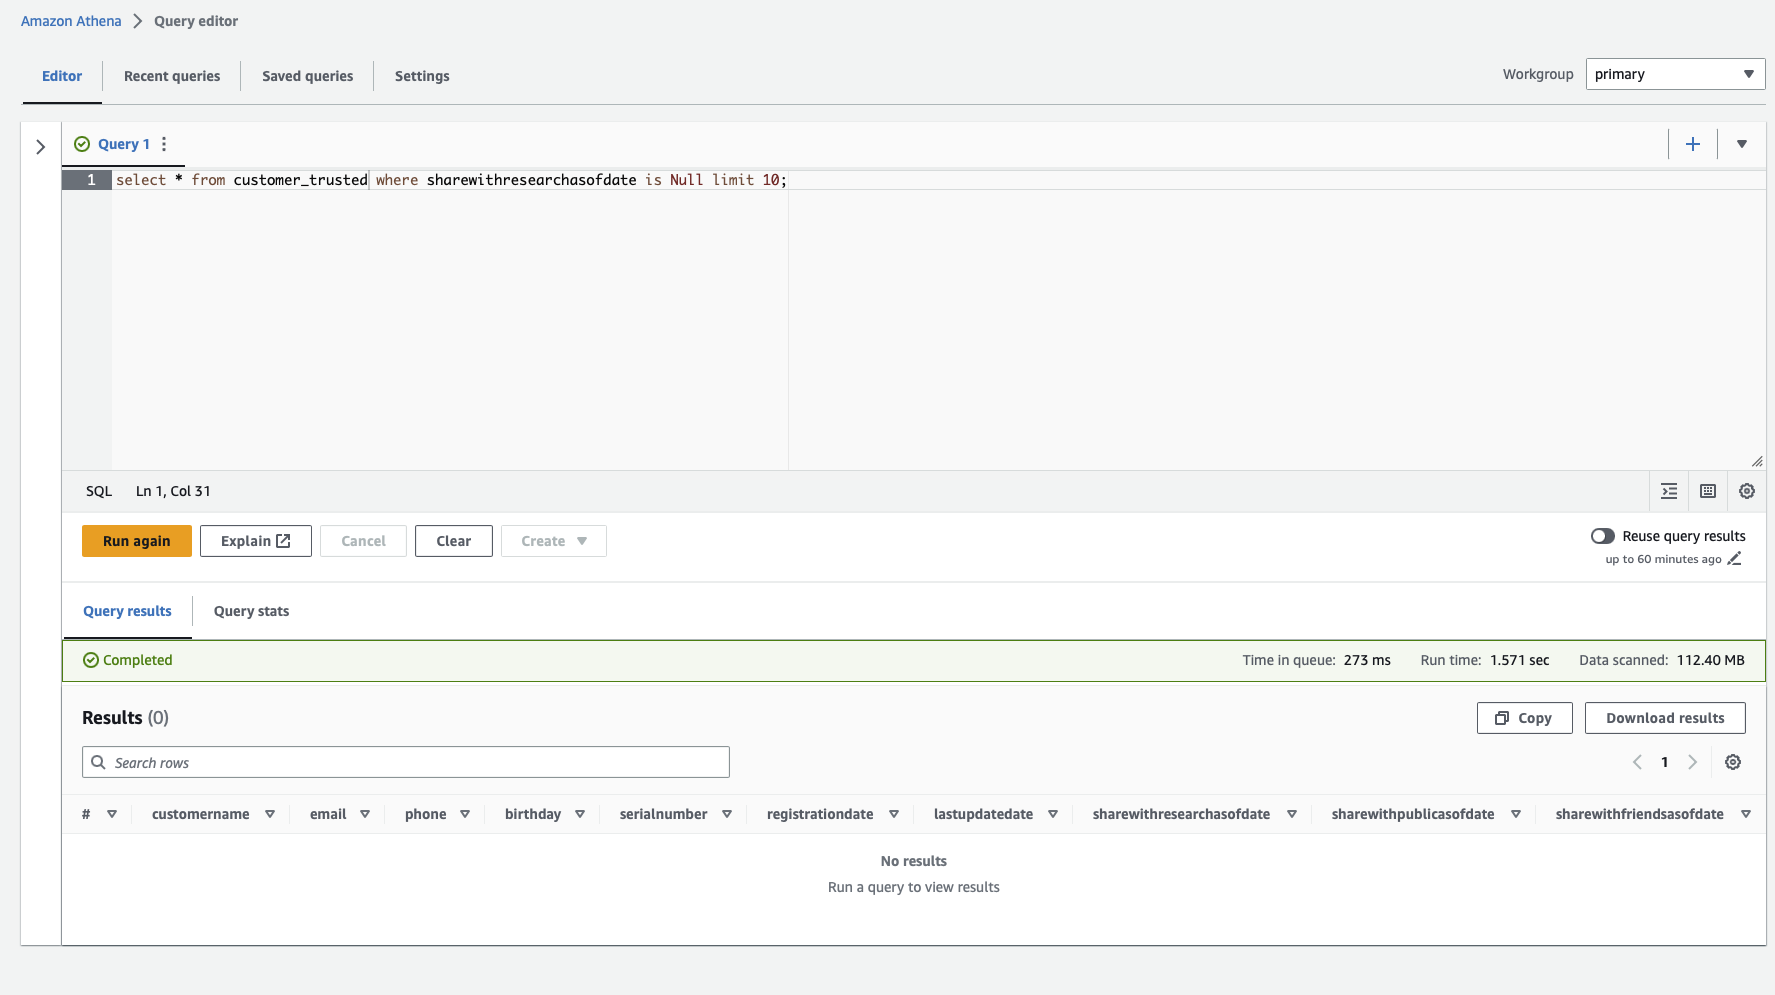 Amazon Athena > Query editor
Editor Recent queries Saved queries Settings Workgroup primary
Query 1
1 select * from customer_trusted where sharewithresearchasofdate is Null limit 10;
SQL Ln 1, Col 31
Run again Explain Cancel Clear Create Reuse query results
up to 60 minutes ago
Query results Query stats
Completed Time in queue: 273 ms Run time: 1.571 sec Data scanned: 112.40 MB
Results (0) Copy Download results
Search rows 1
# customername email phone birthday serialnumber registrationdate lastupdatedate sharewithresearchasofdate sharewithpublicasofdate sharewithfriendsasofdate
No results
Run a query to view results